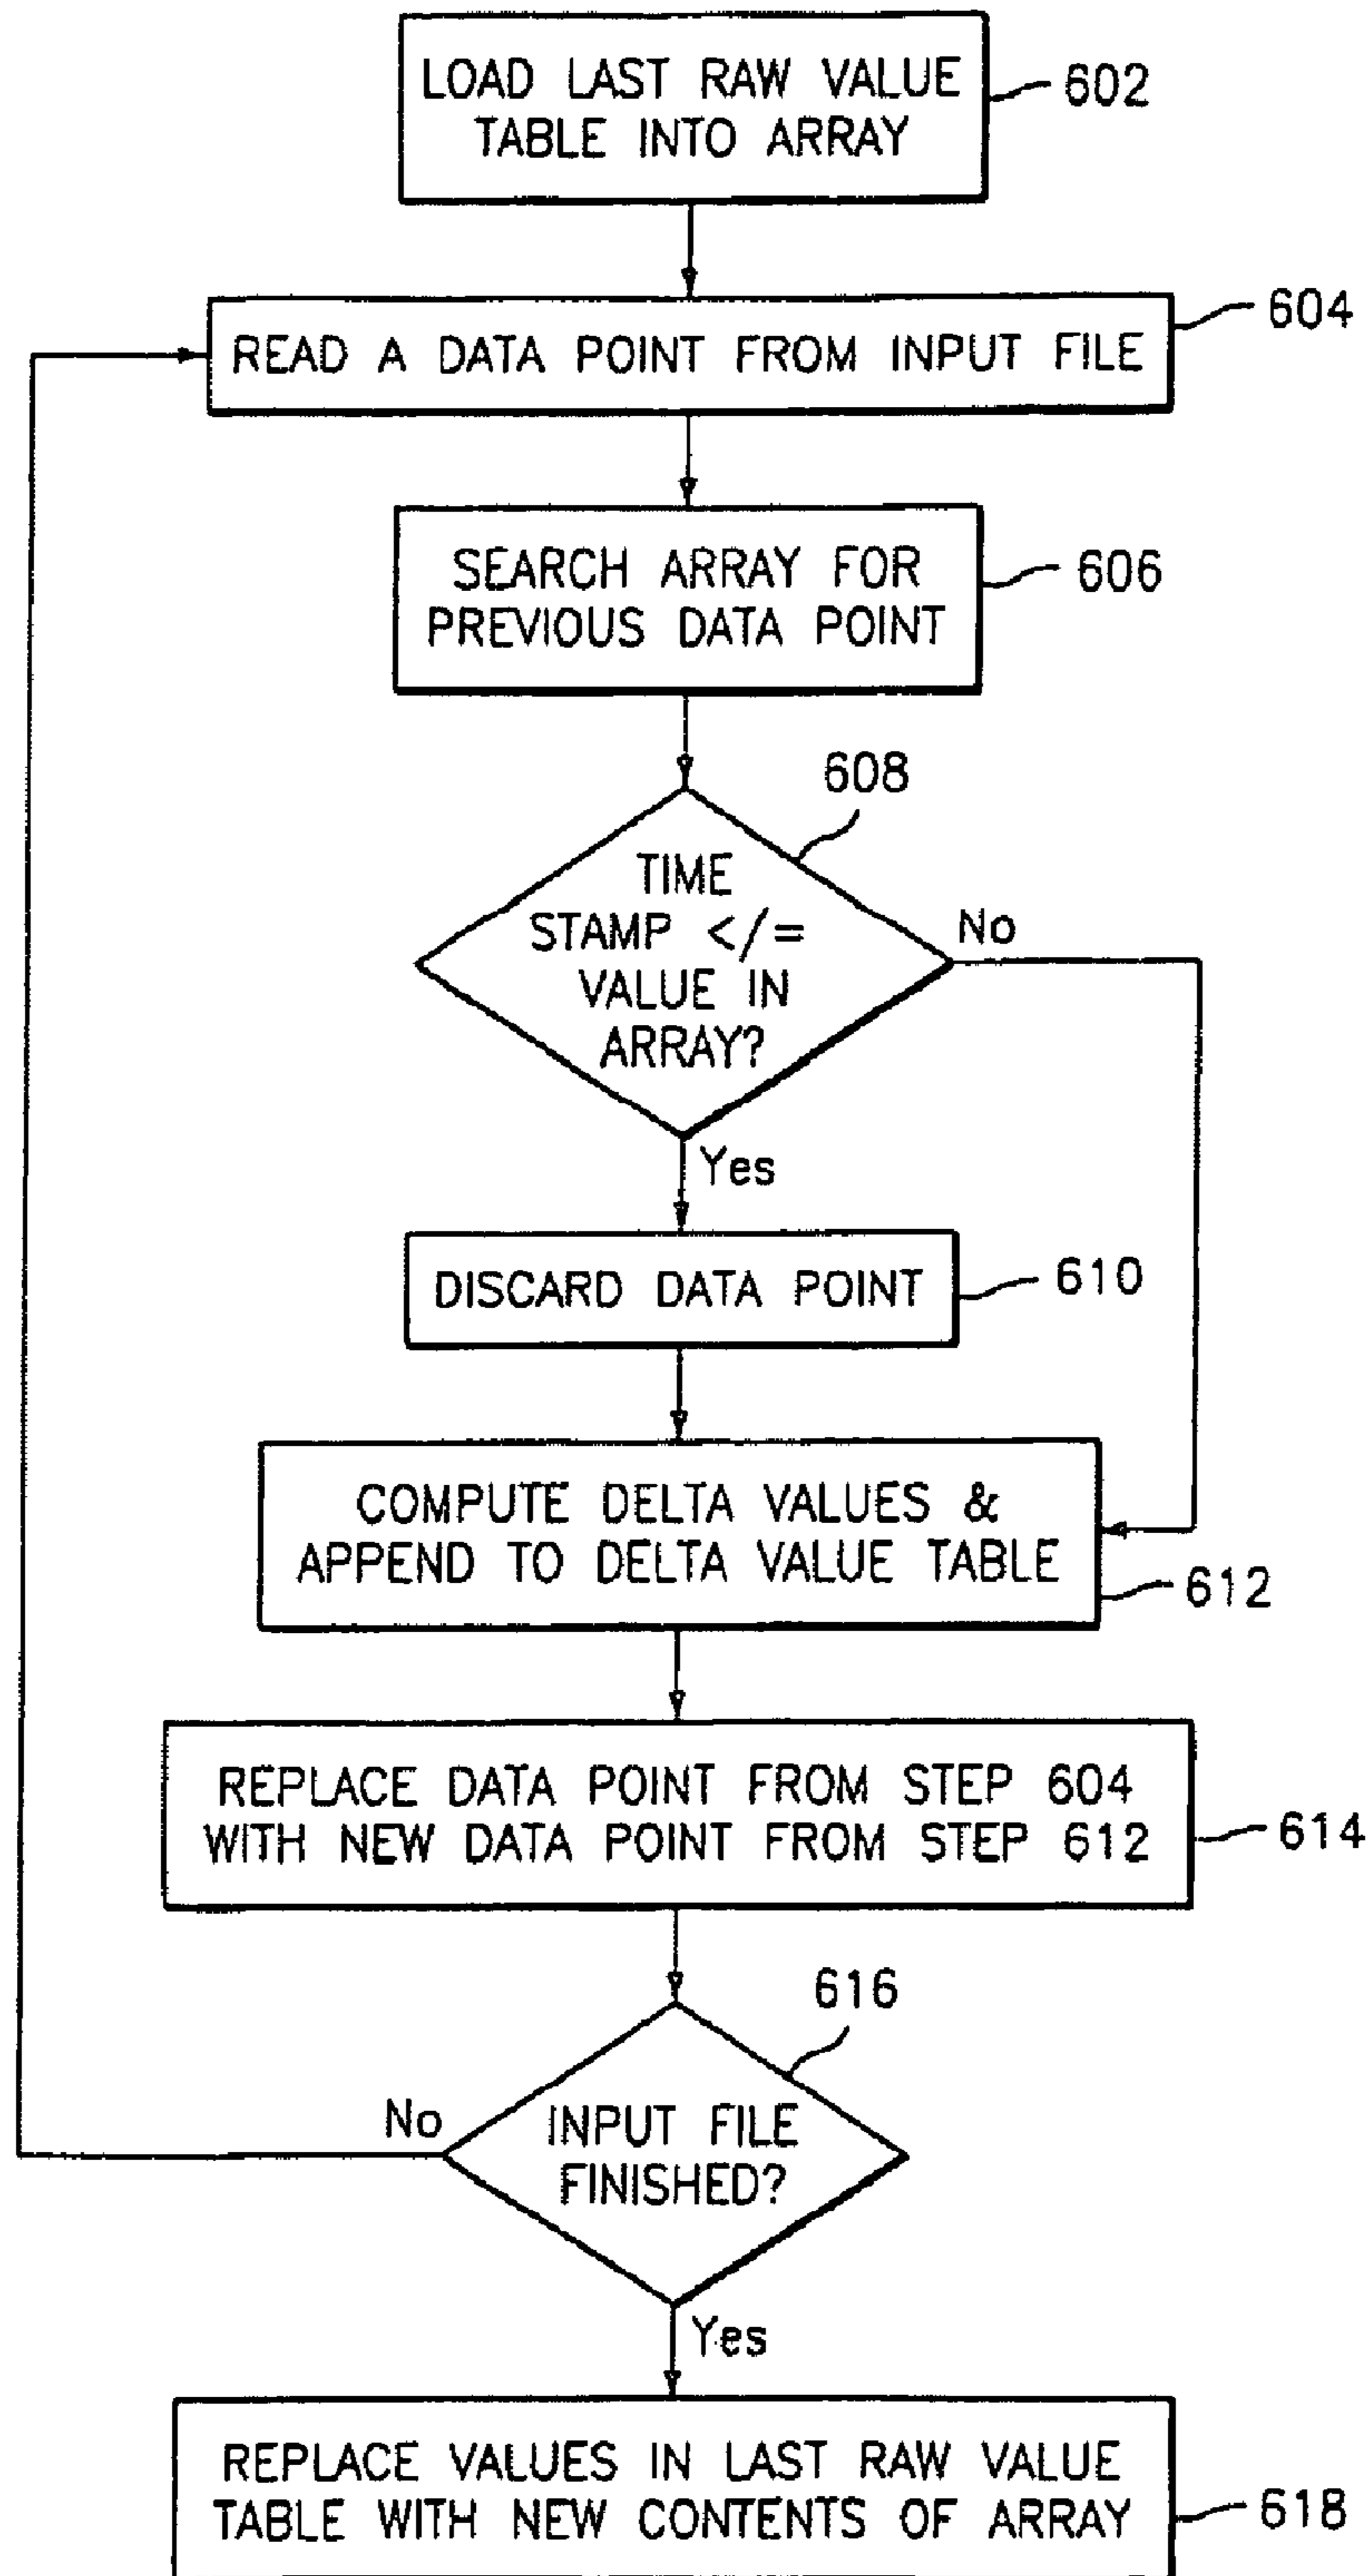 LOAD LAST RAW VALUE
TABLE INTO ARRAY
602
READ A DATA POINT FROM INPUT FILE
604
SEARCH ARRAY FOR
PREVIOUS DATA POINT
606
608
TIME
STAMP </=
VALUE IN
ARRAY?
No
Yes
DISCARD DATA POINT
610
COMPUTE DELTA VALUES &
APPEND TO DELTA VALUE TABLE
612
REPLACE DATA POINT FROM STEP 604
WITH NEW DATA POINT FROM STEP 612
614
616
INPUT FILE
FINISHED?
No
Yes
REPLACE VALUES IN LAST RAW VALUE
TABLE WITH NEW CONTENTS OF ARRAY
618